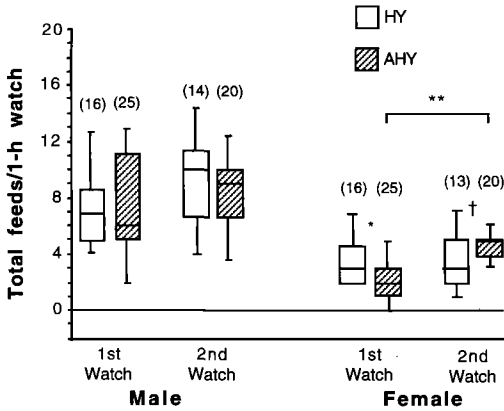 HY
AHY
Total feeds/1-h watch
20
16
12
8
4
0
(16) (25)
(14) (20)
**
(16) (25)
*
(13) (20)
†
1st Watch
2nd Watch
Male
1st Watch
2nd Watch
Female